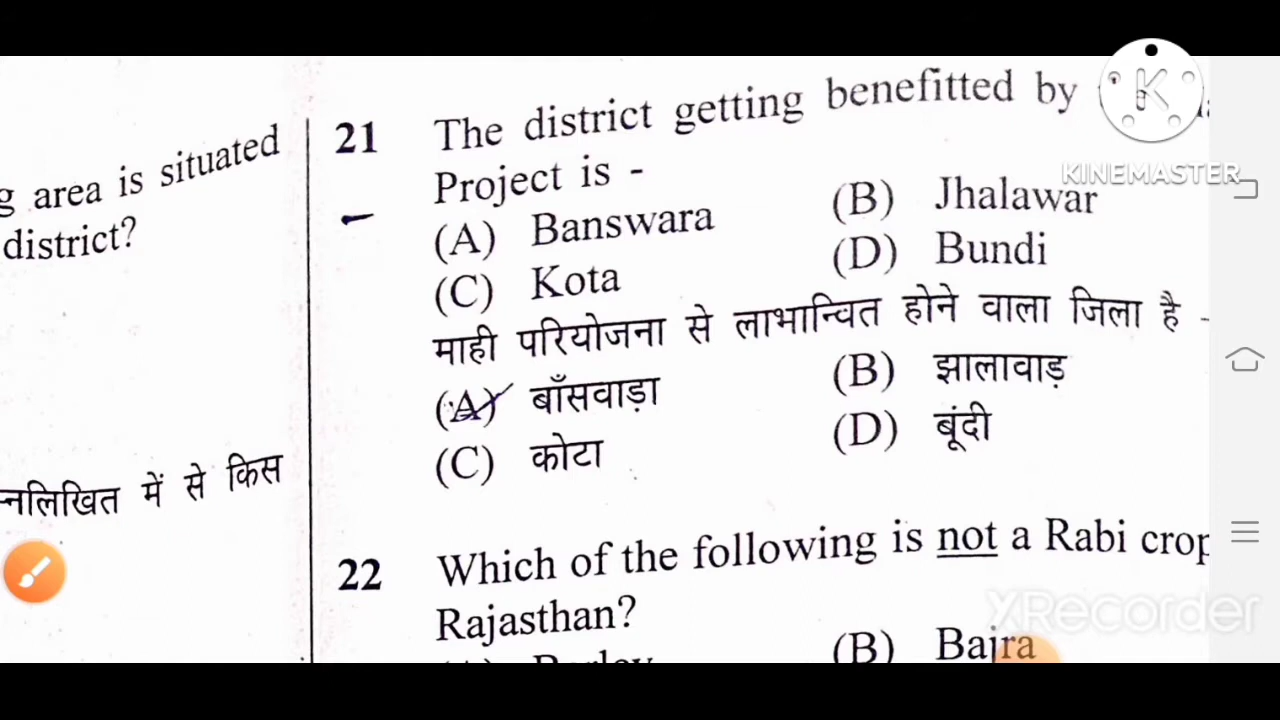 g area is situated
district?
नलिखित में से किस
21 The district getting benefitted by
Project is -
(A) Banswara (B) Jhalawar
(C) Kota (D) Bundi
माही परियोजना से लाभान्वित होने वाला जिला है -
(A) बाँसवाड़ा (B) झालावाड़
(C) कोटा (D) बूंदी
22 Which of the following is not a Rabi crop
Rajasthan?
(B) Bajra
KINEMASTER
XRecorder